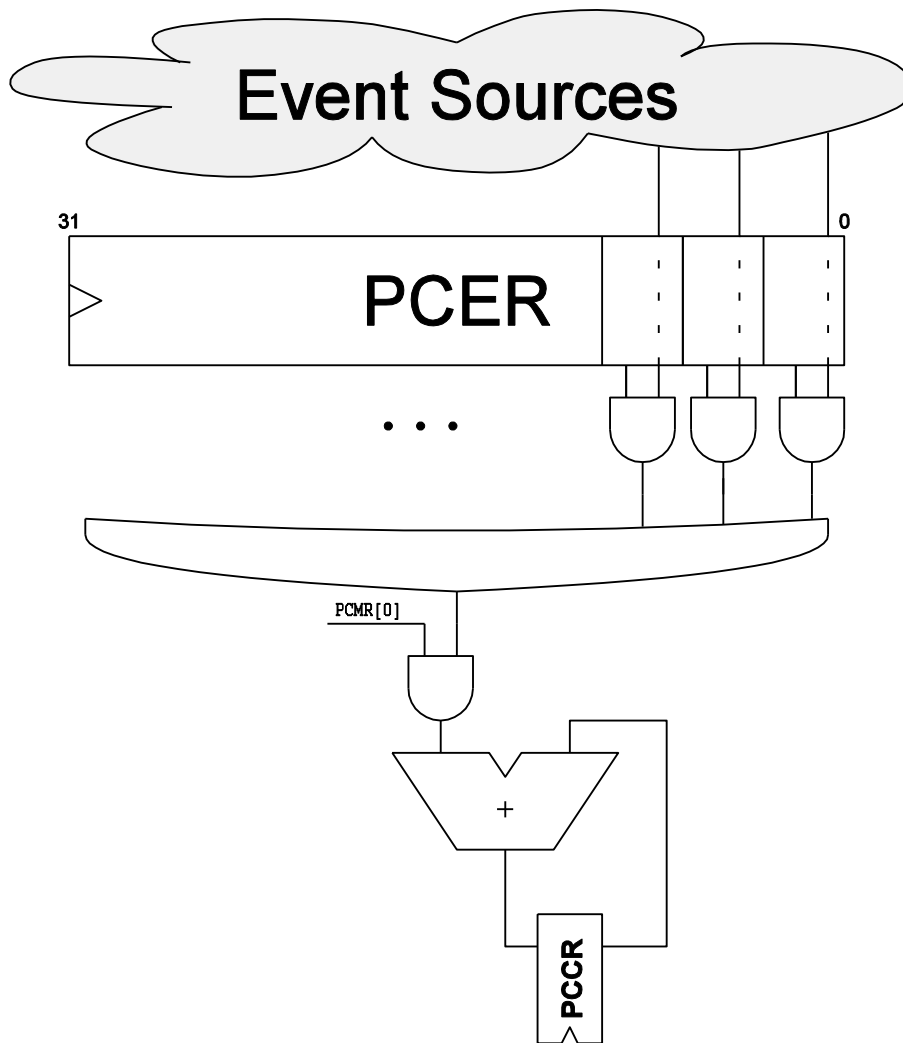 Event Sources
31
0
PCER
. . .
PCMR[0]
+
PCCR